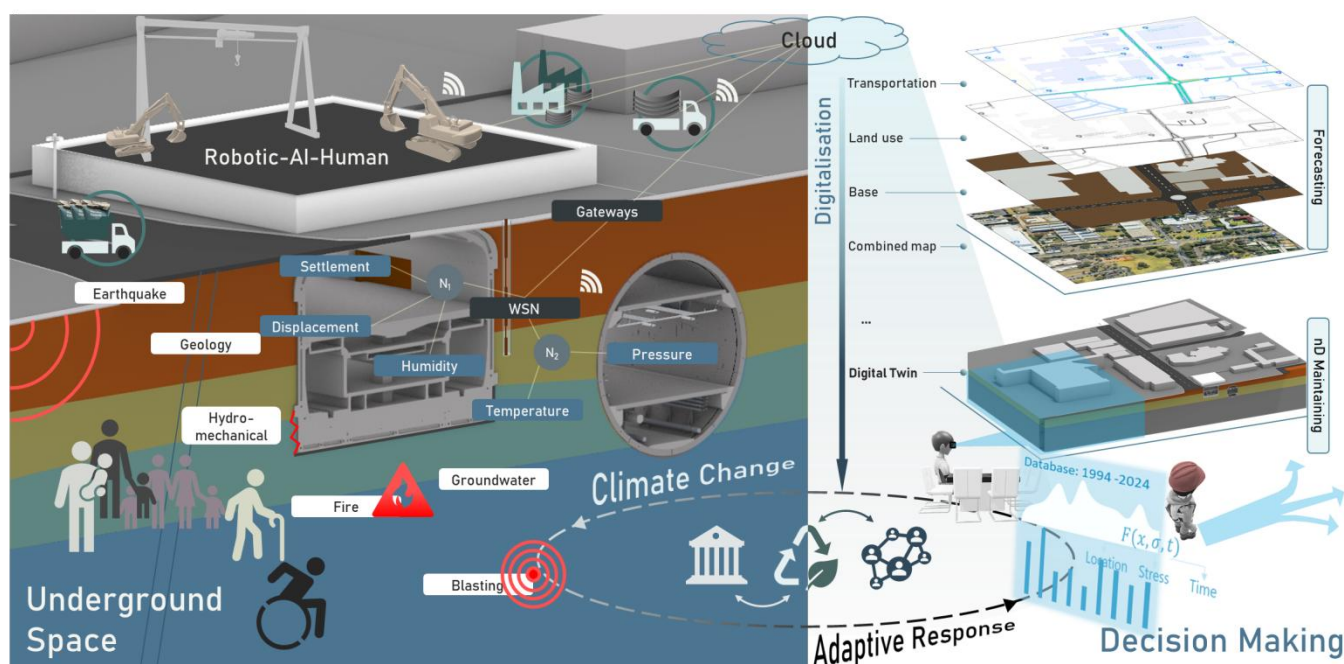 Cloud
Robotic-AI-Human
Gateways
Settlement
N1
Earthquake
WSN
Displacement
Geology
N2
Pressure
Humidity
Temperature
Hydro-
mechanical
Groundwater
Fire
Climate Change
Blasting
Underground
Space
Digitalisation
Transportation
Land use
Base
Combined map
...
Digital Twin
Forecasting
nD Maintaining
Database: 1994 -2024
F(x,σ,t)
Location
Stress
Time
Adaptive Response
Decision Making